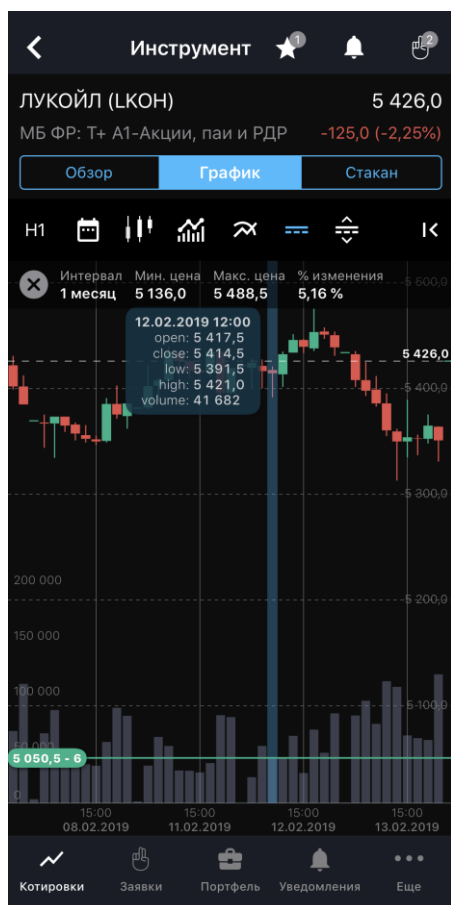 Инструмент 1 2
ЛУКОЙЛ (LKOH) 5 426,0
МБ ФР: Т+ А1-Акции, паи и РДР -125,0 (-2,25%)
Обзор График Стакан
H1
Интервал Мин. цена Макс. цена % изменения
1 месяц 5 136,0 5 488,5 5,16 %
5 600,0
12.02.2019 12:00
open: 5 417,5
close: 5 414,5
low: 5 391,5
high: 5 421,0
volume: 41 682
5 426,0
5 400,0
5 300,0
200 000
5 200,0
150 000
100 000
5 100,0
50 000
5 050,5 - 6
0
15:00 15:00 15:00 15:00
08.02.2019 11.02.2019 12.02.2019 13.02.2019
Котировки Заявки Портфель Уведомления Еще